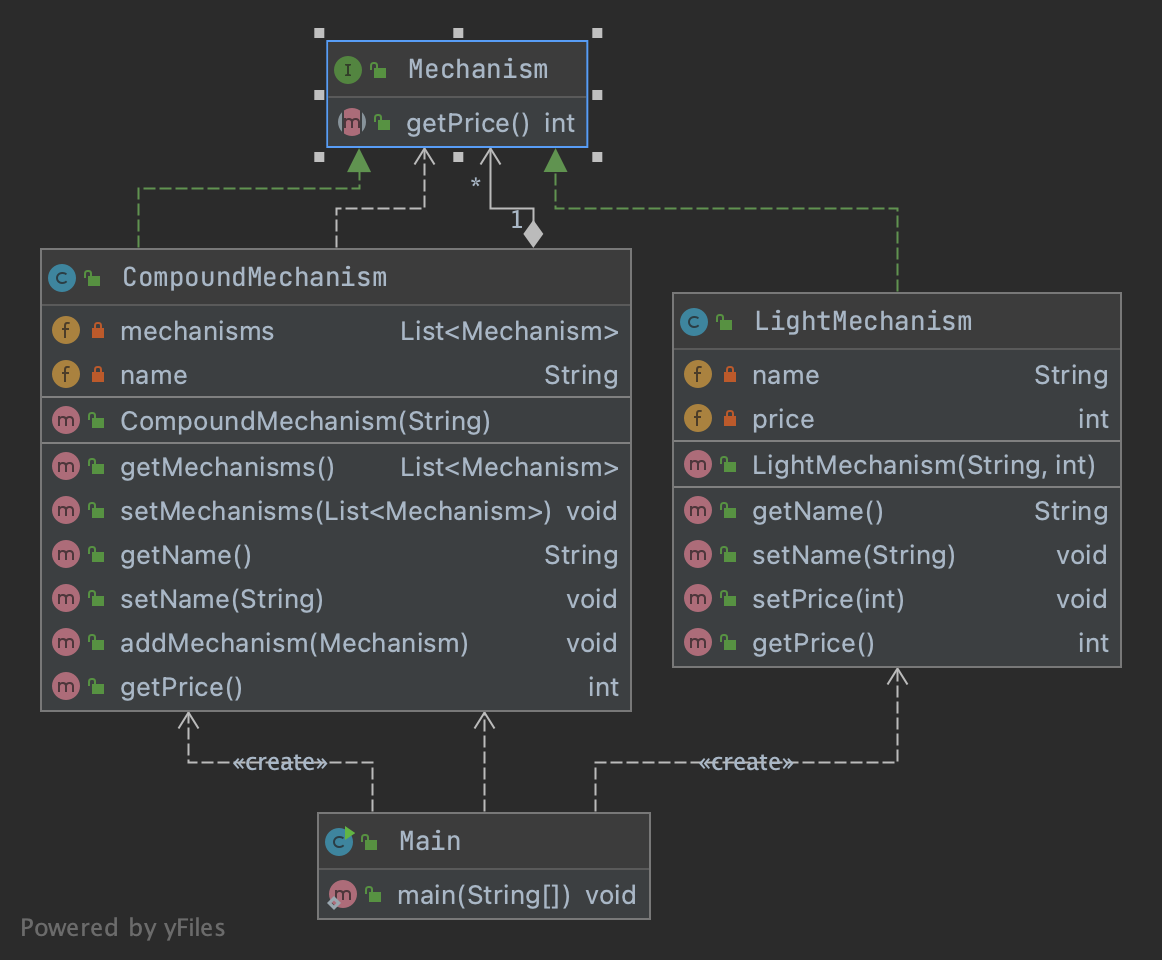 Mechanism
getPrice() int
*
1
CompoundMechanism
mechanisms List<Mechanism>
name String
CompoundMechanism(String)
getMechanisms() List<Mechanism>
setMechanisms(List<Mechanism>) void
getName() String
setName(String) void
addMechanism(Mechanism) void
getPrice() int
LightMechanism
name String
price int
LightMechanism(String, int)
getName() String
setName(String) void
setPrice(int) void
getPrice() int
«create»
«create»
Main
main(String[]) void
Powered by yFiles